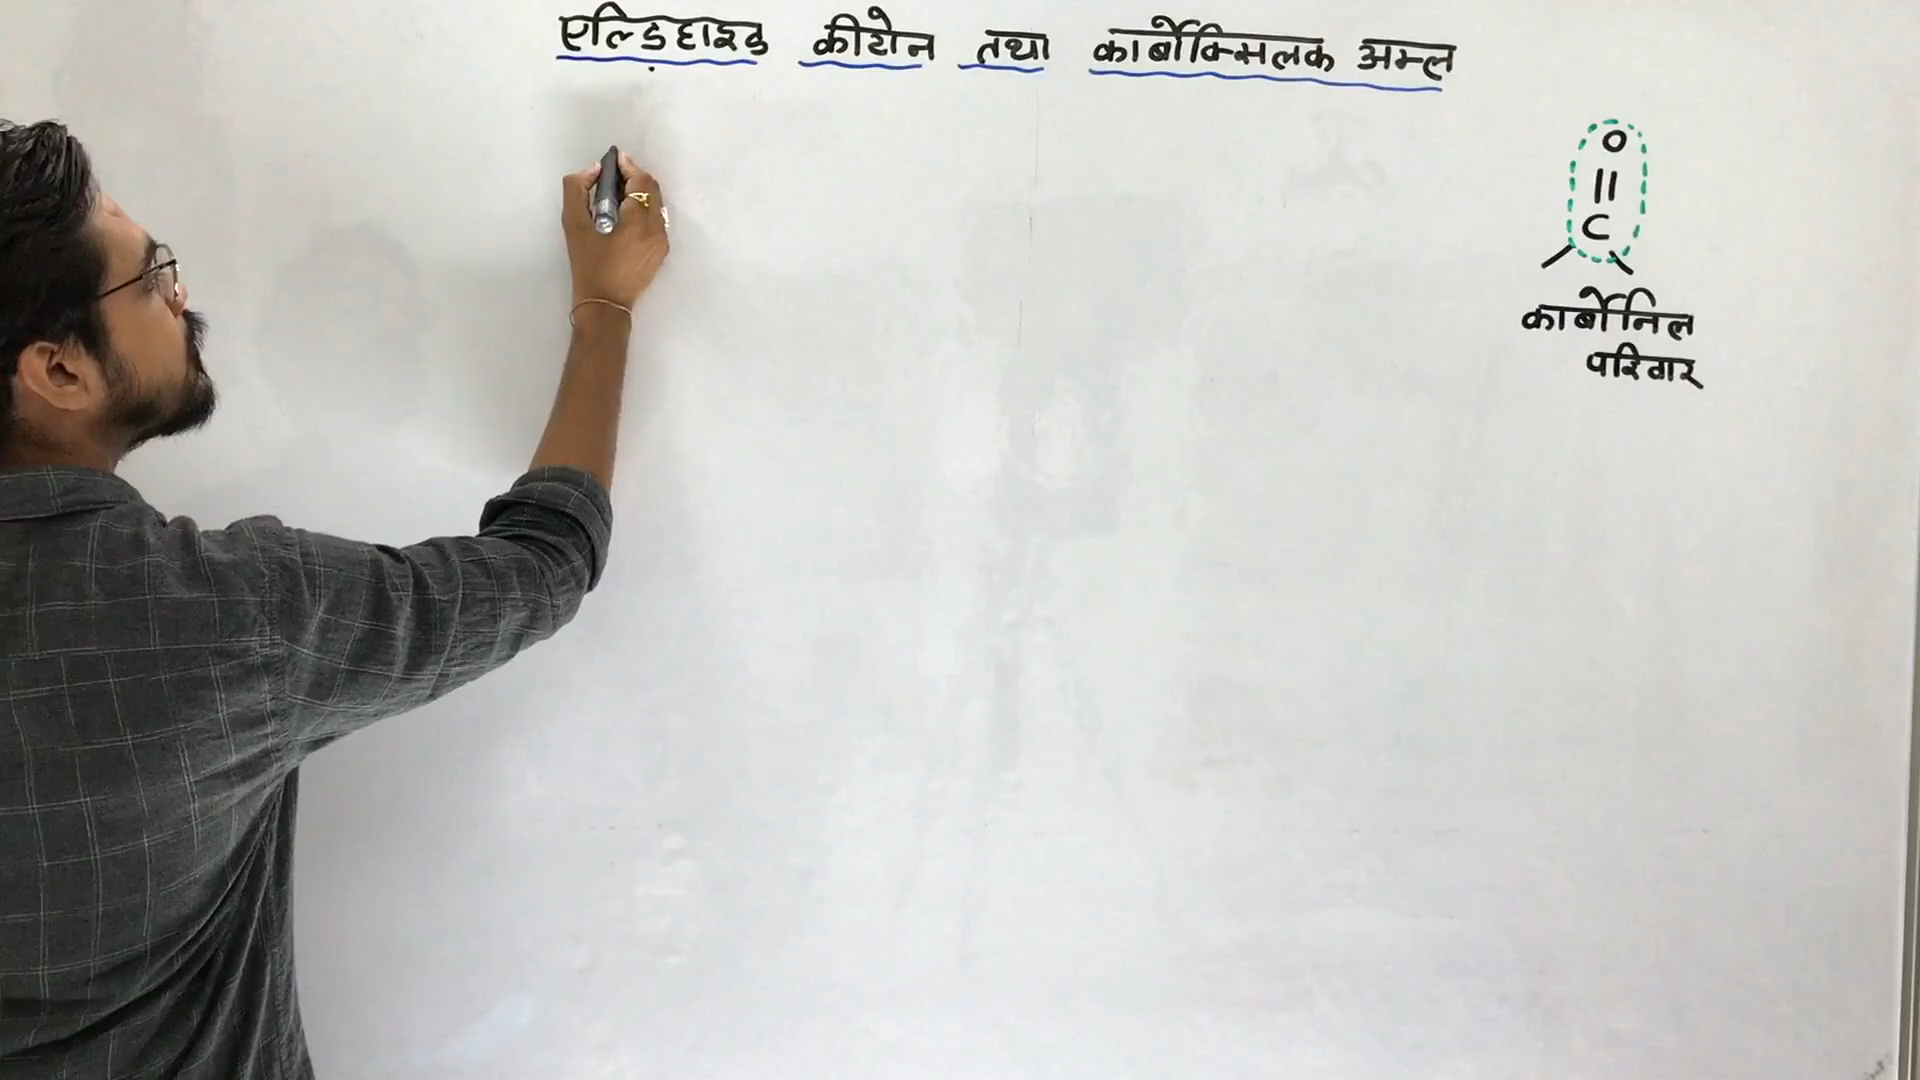 एल्डिहाइड कीटोन तथा कार्बोक्सिलक अम्ल
O
||
C
कार्बोनिल
परिवार